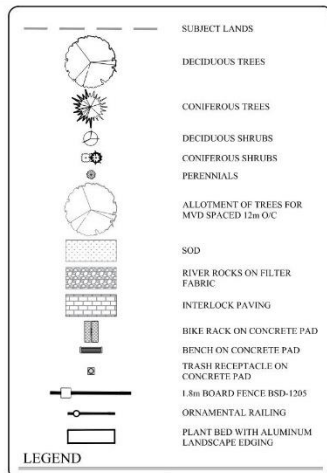 SUBJECT LANDS
DECIDUOUS TREES
CONIFEROUS TREES
DECIDUOUS SHRUBS
CONIFEROUS SHRUBS
PERENNIALS
ALLOTMENT OF TREES FOR
MVD SPACED 12m O/C
SOD
RIVER ROCKS ON FILTER
FABRIC
INTERLOCK PAVING
BIKE RACK ON CONCRETE PAD
BENCH ON CONCRETE PAD
TRASH RECEPTACLE ON
CONCRETE PAD
1.8m BOARD FENCE BSD-1205
ORNAMENTAL RAILING
PLANT BED WITH ALUMINUM
LANDSCAPE EDGING
LEGEND